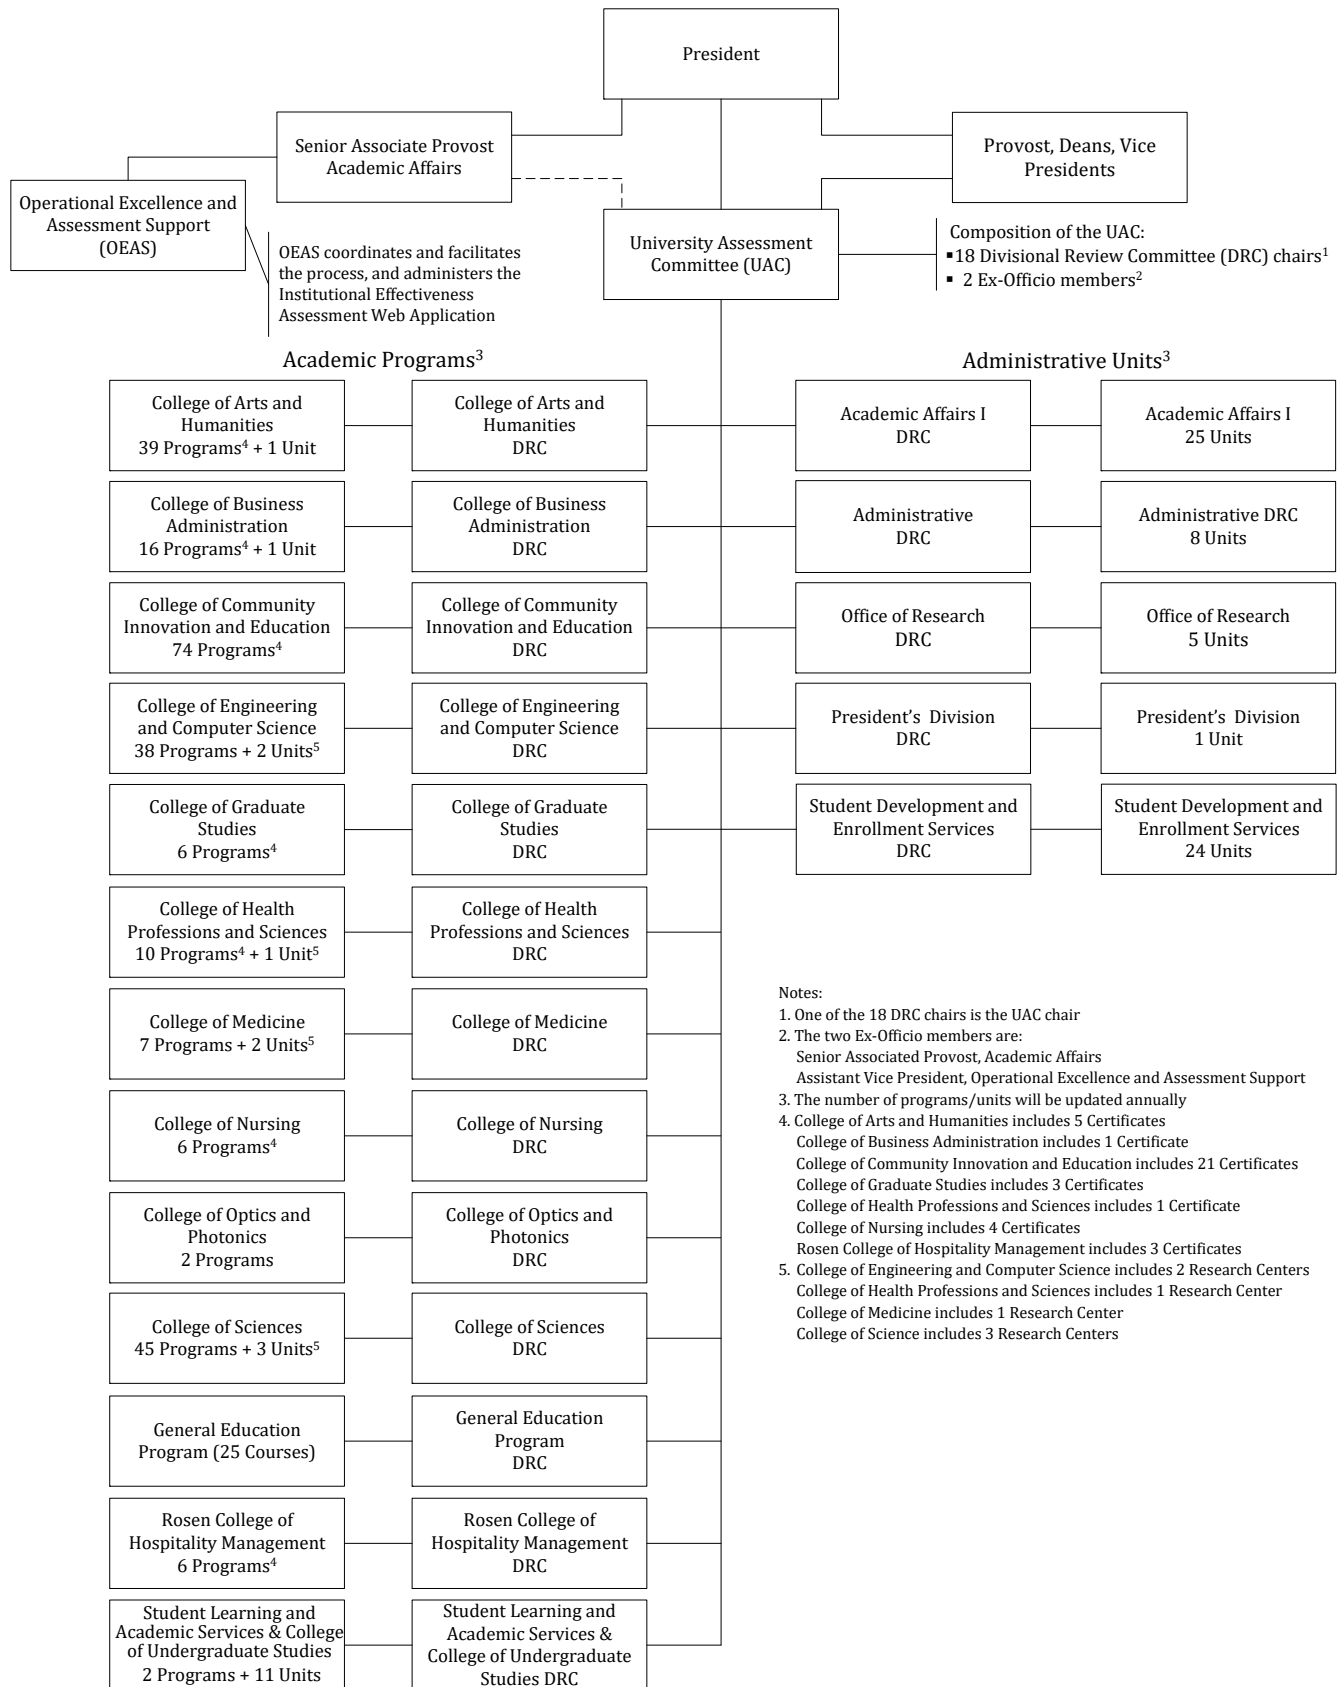 President
Senior Associate Provost
Academic Affairs
Provost, Deans, Vice
Presidents
Operational Excellence and
Assessment Support
(OEAS)
OEAS coordinates and facilitates
the process, and administers the
Institutional Effectiveness
Assessment Web Application
University Assessment
Committee (UAC)
Composition of the UAC:
▪18 Divisional Review Committee (DRC) chairs¹
▪ 2 Ex-Officio members²
Academic Programs³
Administrative Units³
College of Arts and
Humanities
39 Programs⁴ + 1 Unit
College of Arts and
Humanities
DRC
Academic Affairs I
DRC
Academic Affairs I
25 Units
College of Business
Administration
16 Programs⁴ + 1 Unit
College of Business
Administration
DRC
Administrative
DRC
Administrative DRC
8 Units
College of Community
Innovation and Education
74 Programs⁴
College of Community
Innovation and Education
DRC
Office of Research
DRC
Office of Research
5 Units
College of Engineering
and Computer Science
38 Programs + 2 Units⁵
College of Engineering
and Computer Science
DRC
President's Division
DRC
President's Division
1 Unit
College of Graduate
Studies
6 Programs⁴
College of Graduate
Studies
DRC
Student Development and
Enrollment Services
DRC
Student Development and
Enrollment Services
24 Units
College of Health
Professions and Sciences
10 Programs⁴ + 1 Unit⁵
College of Health
Professions and Sciences
DRC
College of Medicine
7 Programs + 2 Units⁵
College of Medicine
DRC
College of Nursing
6 Programs⁴
College of Nursing
DRC
College of Optics and
Photonics
2 Programs
College of Optics and
Photonics
DRC
College of Sciences
45 Programs + 3 Units⁵
College of Sciences
DRC
General Education
Program (25 Courses)
General Education
Program
DRC
Rosen College of
Hospitality Management
6 Programs⁴
Rosen College of
Hospitality Management
DRC
Student Learning and
Academic Services & College
of Undergraduate Studies
2 Programs + 11 Units
Student Learning and
Academic Services &
College of Undergraduate
Studies DRC
Notes:
1. One of the 18 DRC chairs is the UAC chair
2. The two Ex-Officio members are:
Senior Associated Provost, Academic Affairs
Assistant Vice President, Operational Excellence and Assessment Support
3. The number of programs/units will be updated annually
4. College of Arts and Humanities includes 5 Certificates
College of Business Administration includes 1 Certificate
College of Community Innovation and Education includes 21 Certificates
College of Graduate Studies includes 3 Certificates
College of Health Professions and Sciences includes 1 Certificate
College of Nursing includes 4 Certificates
Rosen College of Hospitality Management includes 3 Certificates
5. College of Engineering and Computer Science includes 2 Research Centers
College of Health Professions and Sciences includes 1 Research Center
College of Medicine includes 1 Research Center
College of Science includes 3 Research Centers